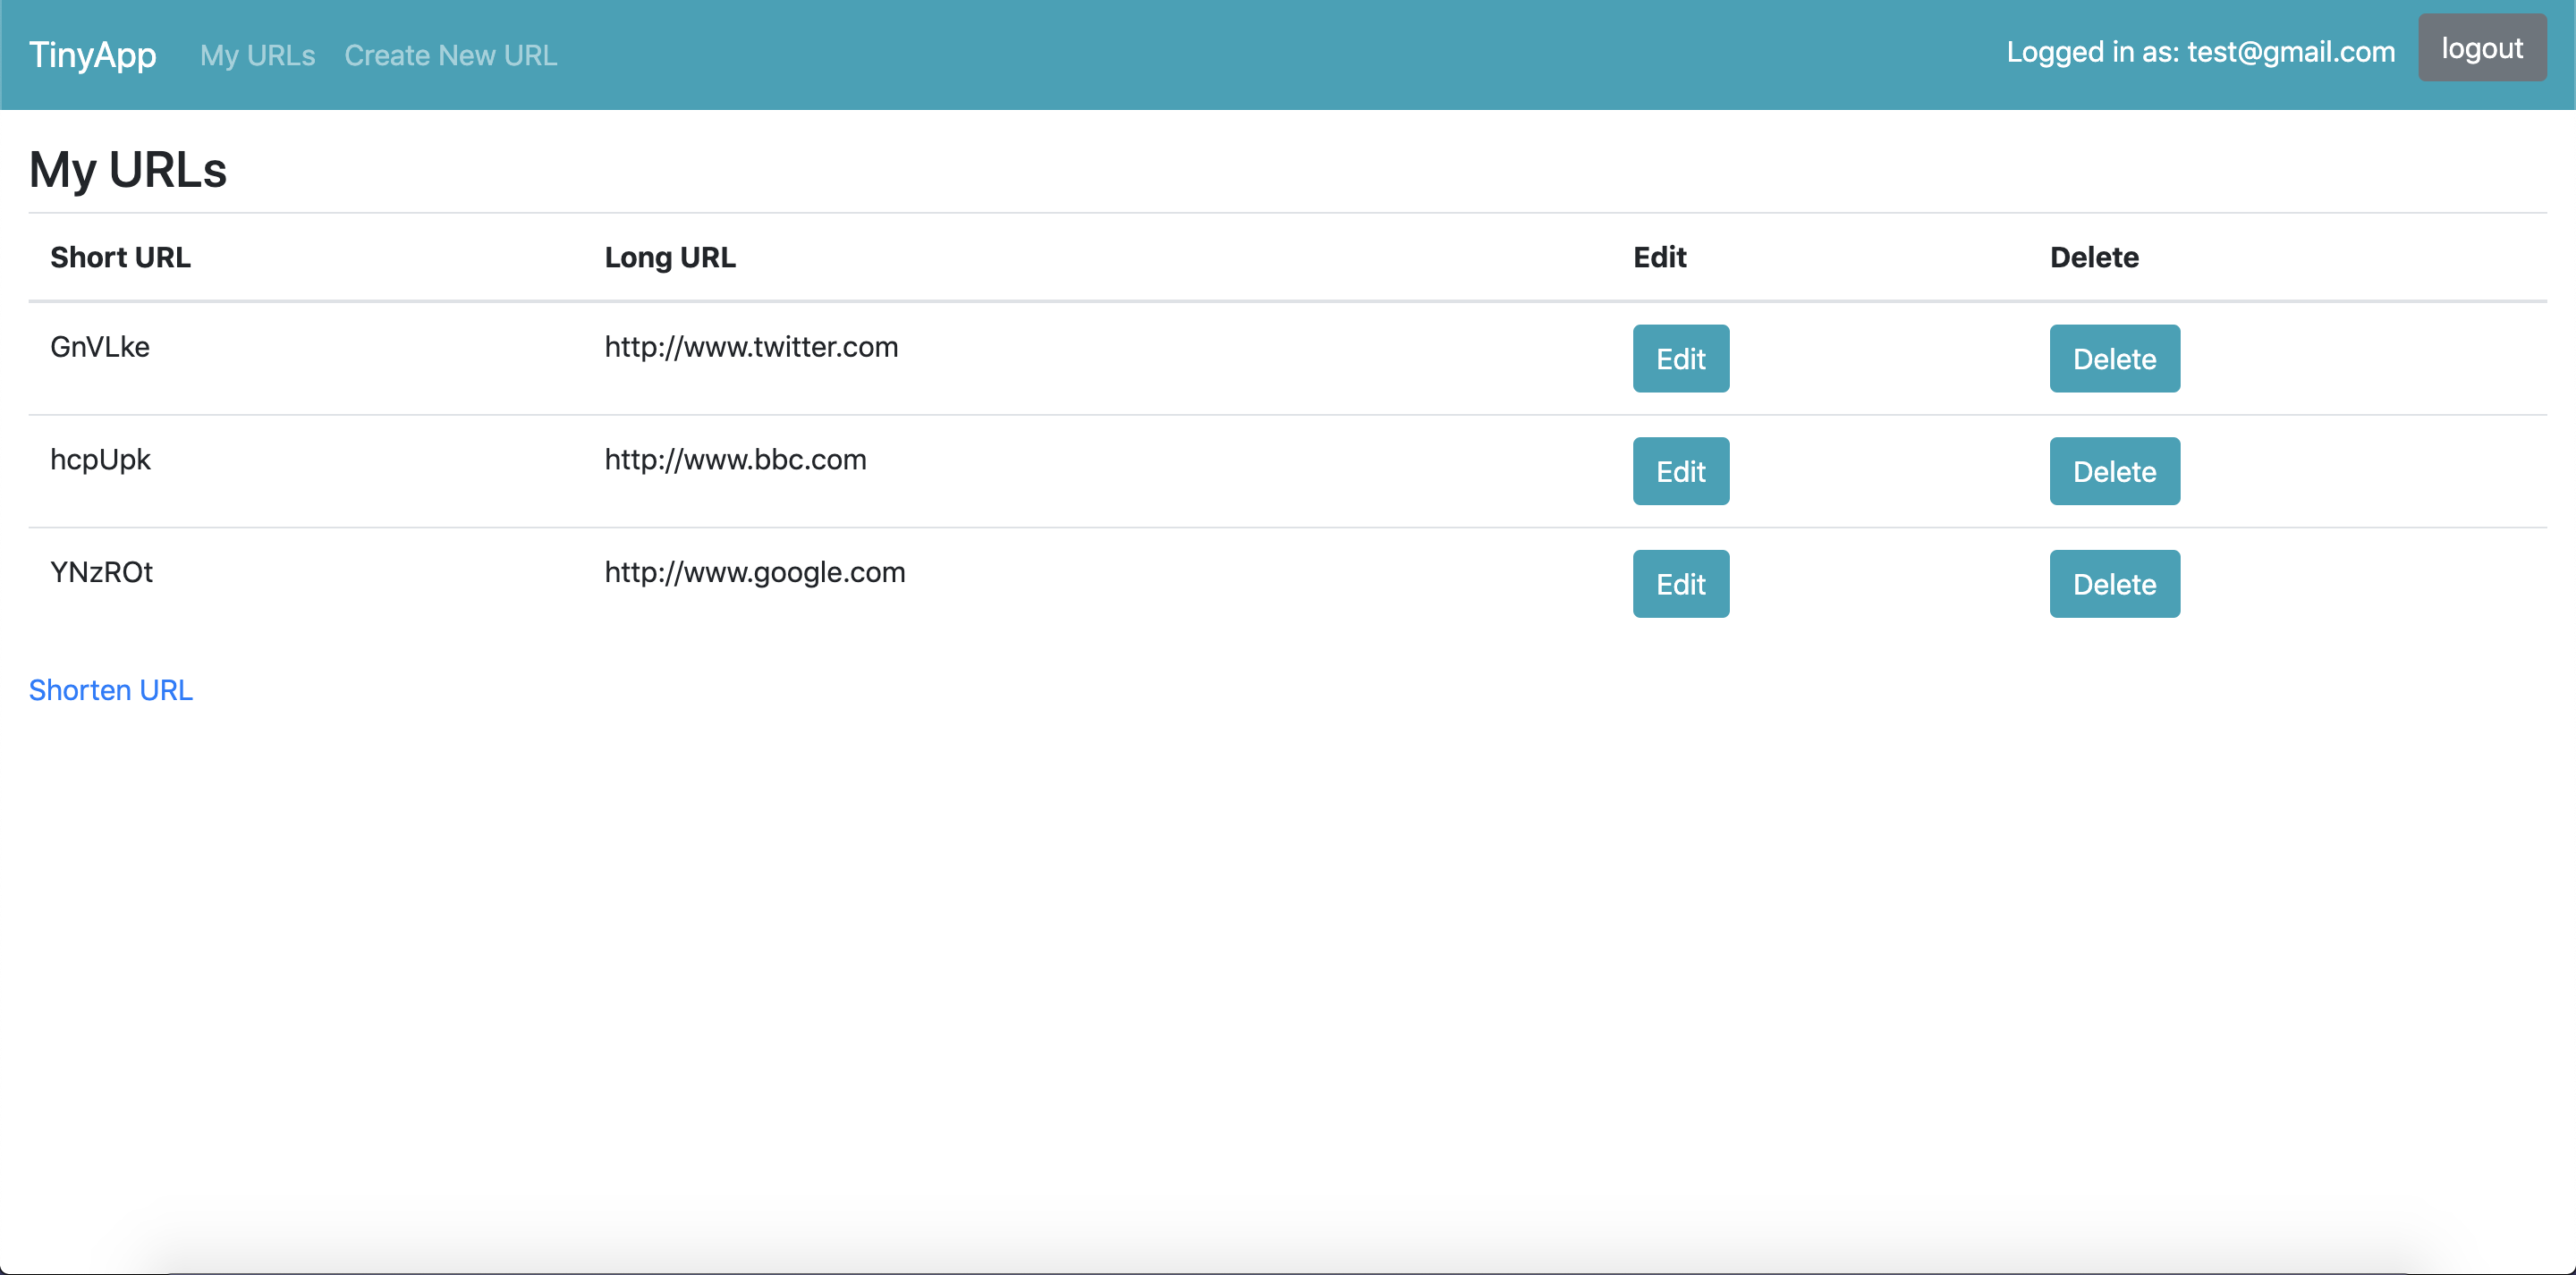 TinyApp My URLs Create New URL Logged in as: test@gmail.com logout
My URLs
Short URL Long URL Edit Delete
GnVLke http://www.twitter.com Edit Delete
hcpUpk http://www.bbc.com Edit Delete
YNzROt http://www.google.com Edit Delete
Shorten URL